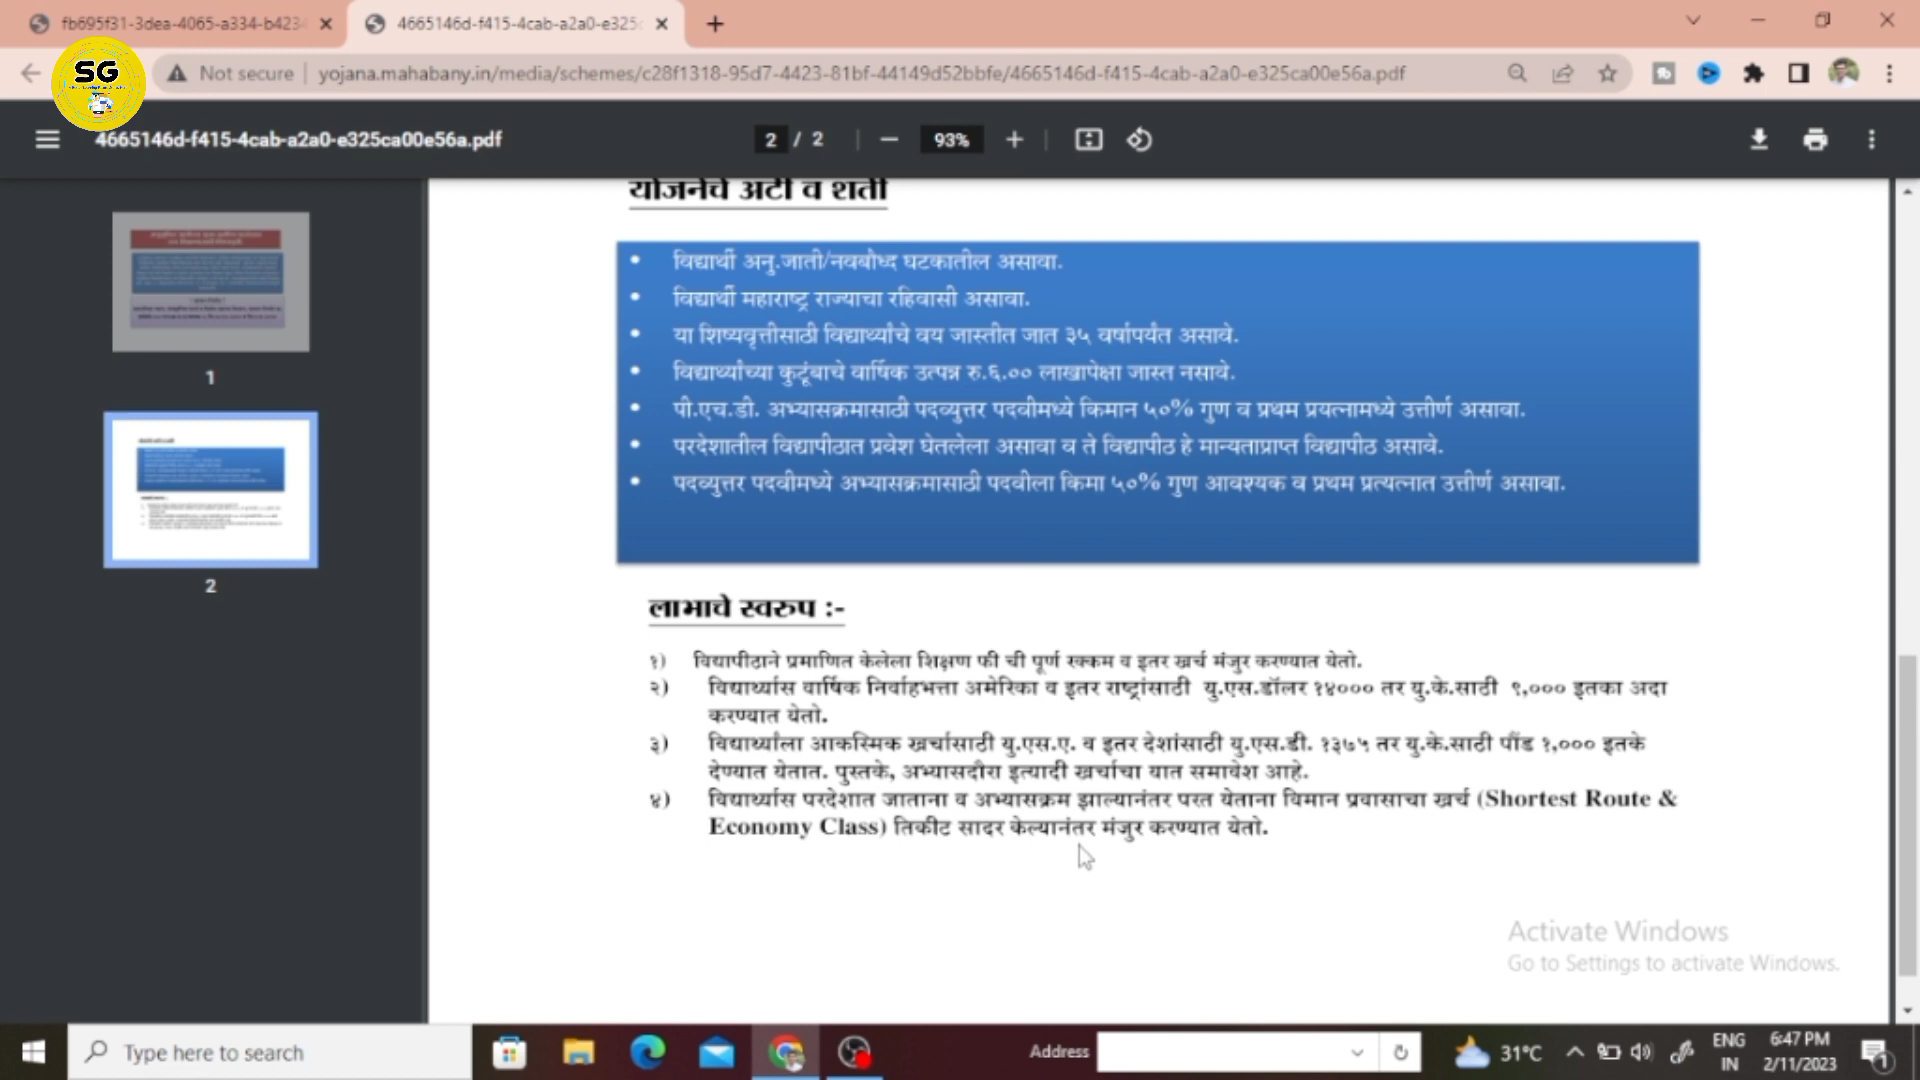 fb695f31-3dea-4065-a334-b4234
4665146d-f415-4cab-a2a0-e325c
SG
Not secure
yojana.mahabany.in/media/schemes/c28f1318-95d7-4423-81bf-44149d52bbfe/4665146d-f415-4cab-a2a0-e325ca00e56a.pdf
4665146d-f415-4cab-a2a0-e325ca00e56a.pdf
2 / 2
93%
1
2
योजनेचे अटी व शर्ती
• विद्यार्थी अनु.जाती/नवबौध्द घटकातील असावा.
• विद्यार्थी महाराष्ट्र राज्याचा रहिवासी असावा.
• या शिष्यवृत्तीसाठी विद्यार्थ्यांचे वय जास्तीत जात ३५ वर्षापर्यंत असावे.
• विद्यार्थ्यांच्या कुटूंबाचे वार्षिक उत्पन्न रु.६.०० लाखापेक्षा जास्त नसावे.
• पी.एच.डी. अभ्यासक्रमासाठी पदव्युत्तर पदवीमध्ये किमान ५०% गुण व प्रथम प्रयत्नामध्ये उत्तीर्ण असावा.
• परदेशातील विद्यापीठात प्रवेश घेतलेला असावा व ते विद्यापीठ हे मान्यताप्राप्त विद्यापीठ असावे.
• पदव्युत्तर पदवीमध्ये अभ्यासक्रमासाठी पदवीला किमा ५०% गुण आवश्यक व प्रथम प्रत्यत्नात उत्तीर्ण असावा.
लाभाचे स्वरुप :-
१) विद्यापीठाने प्रमाणित केलेला शिक्षण फी ची पूर्ण रक्कम व इतर खर्च मंजुर करण्यात येतो.
२) विद्यार्थ्यास वार्षिक निर्वाहभत्ता अमेरिका व इतर राष्ट्रांसाठी यु.एस.डॉलर १४००० तर यु.के.साठी ९,००० इतका अदा
करण्यात येतो.
३) विद्यार्थ्यांला आकस्मिक खर्चासाठी यु.एस.ए. व इतर देशांसाठी यु.एस.डी. १३७५ तर यु.के.साठी पौंड १,००० इतके
देण्यात येतात. पुस्तके, अभ्यासदौरा इत्यादी खर्चाचा यात समावेश आहे.
४) विद्यार्थ्यास परदेशात जाताना व अभ्यासक्रम झाल्यानंतर परत येताना विमान प्रवासाचा खर्च (Shortest Route &
Economy Class) तिकीट सादर केल्यानंतर मंजुर करण्यात येतो.
Activate Windows
Go to Settings to activate Windows.
Type here to search
Address
31°C
ENG
IN
6:47 PM
2/11/2023
1